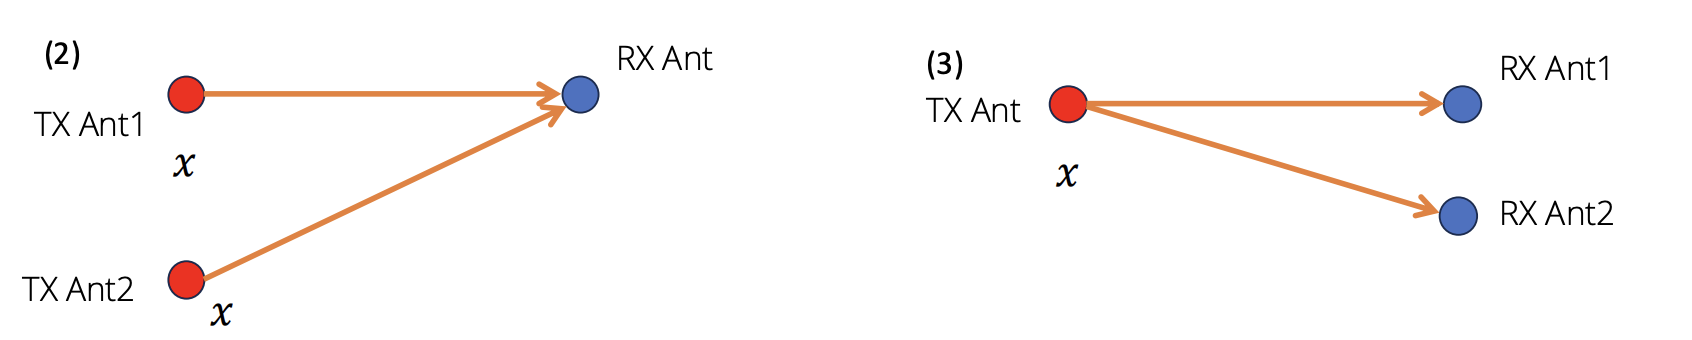 (2)
RX Ant
TX Ant1
x
TX Ant2
x
(3)
RX Ant1
TX Ant
x
RX Ant2